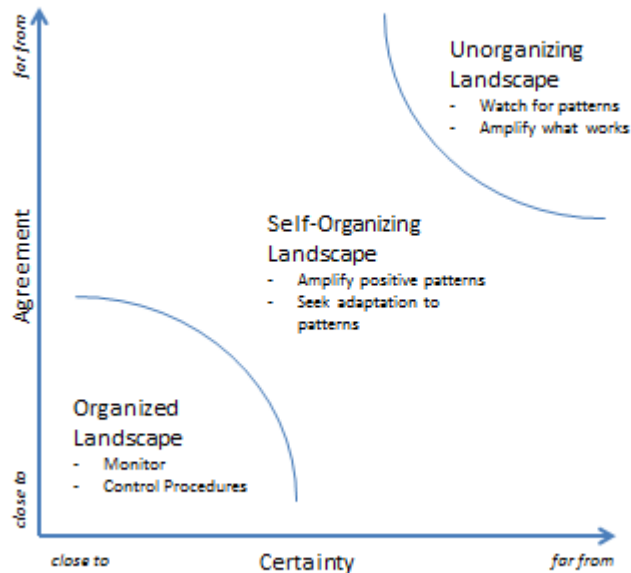 far from
Unorganizing
Landscape
- Watch for patterns
- Amplify what works
Agreement
Self-Organizing
Landscape
- Amplify positive patterns
- Seek adaptation to
patterns
Organized
Landscape
- Monitor
- Control Procedures
close to
close to
Certainty
far from